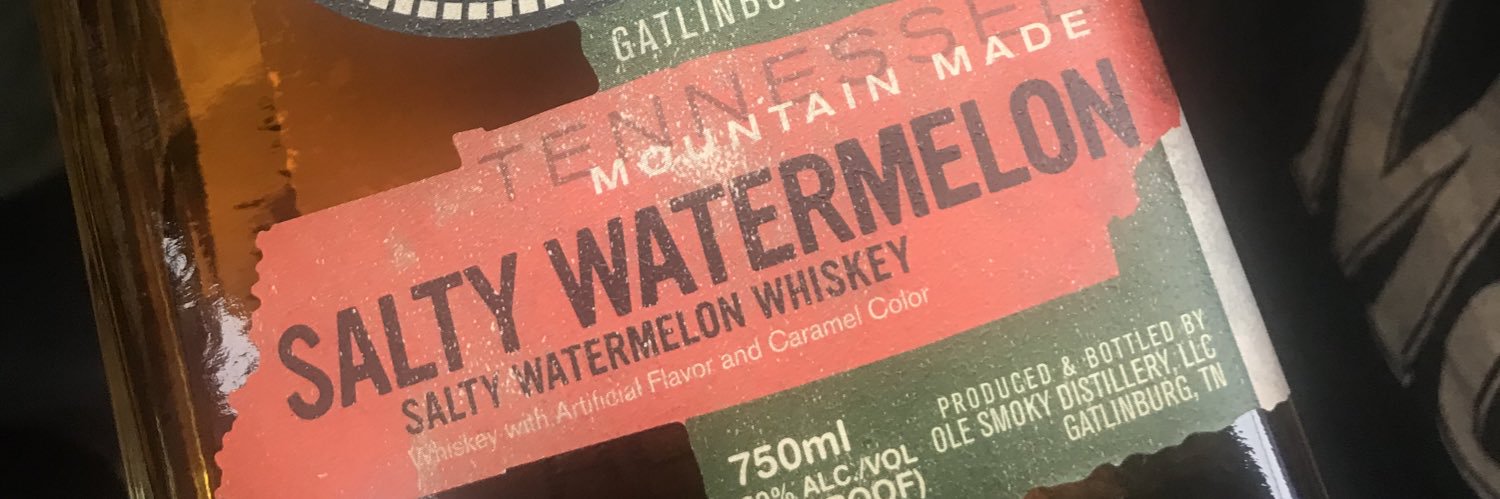 TENNESSEE
MOUNTAIN MADE
SALTY WATERMELON
SALTY WATERMELON WHISKEY
Whiskey with Artificial Flavor and Caramel Color
PRODUCED & BOTTLED BY
OLE SMOKY DISTILLERY, LLC
GATLINBURG, TN
750ml
ALC./VOL